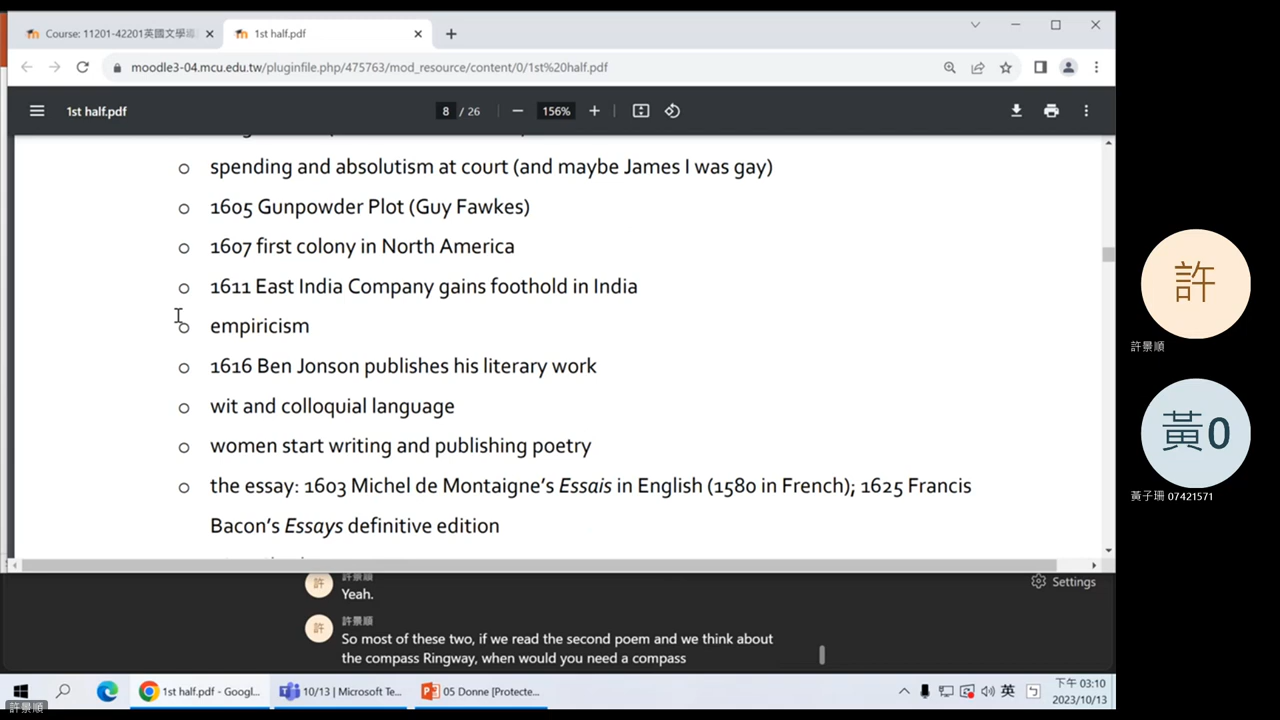 Course: 11201-42201英國文學導
1st half.pdf
moodle3-04.mcu.edu.tw/pluginfile.php/475763/mod_resource/content/0/1st%20half.pdf
1st half.pdf
8 / 26
156%
spending and absolutism at court (and maybe James I was gay)
1605 Gunpowder Plot (Guy Fawkes)
1607 first colony in North America
1611 East India Company gains foothold in India
empiricism
1616 Ben Jonson publishes his literary work
wit and colloquial language
women start writing and publishing poetry
the essay: 1603 Michel de Montaigne's Essais in English (1580 in French); 1625 Francis
Bacon's Essays definitive edition
許
許景順
黃0
黃子珊 07421571
許 許景順
Yeah.
Settings
許 許景順
So most of these two, if we read the second poem and we think about
the compass Ringway, when would you need a compass
1st half.pdf - Googl...
10/13 | Microsoft Te...
05 Donne [Protecte...
英
下午 03:10
2023/10/13
許景順